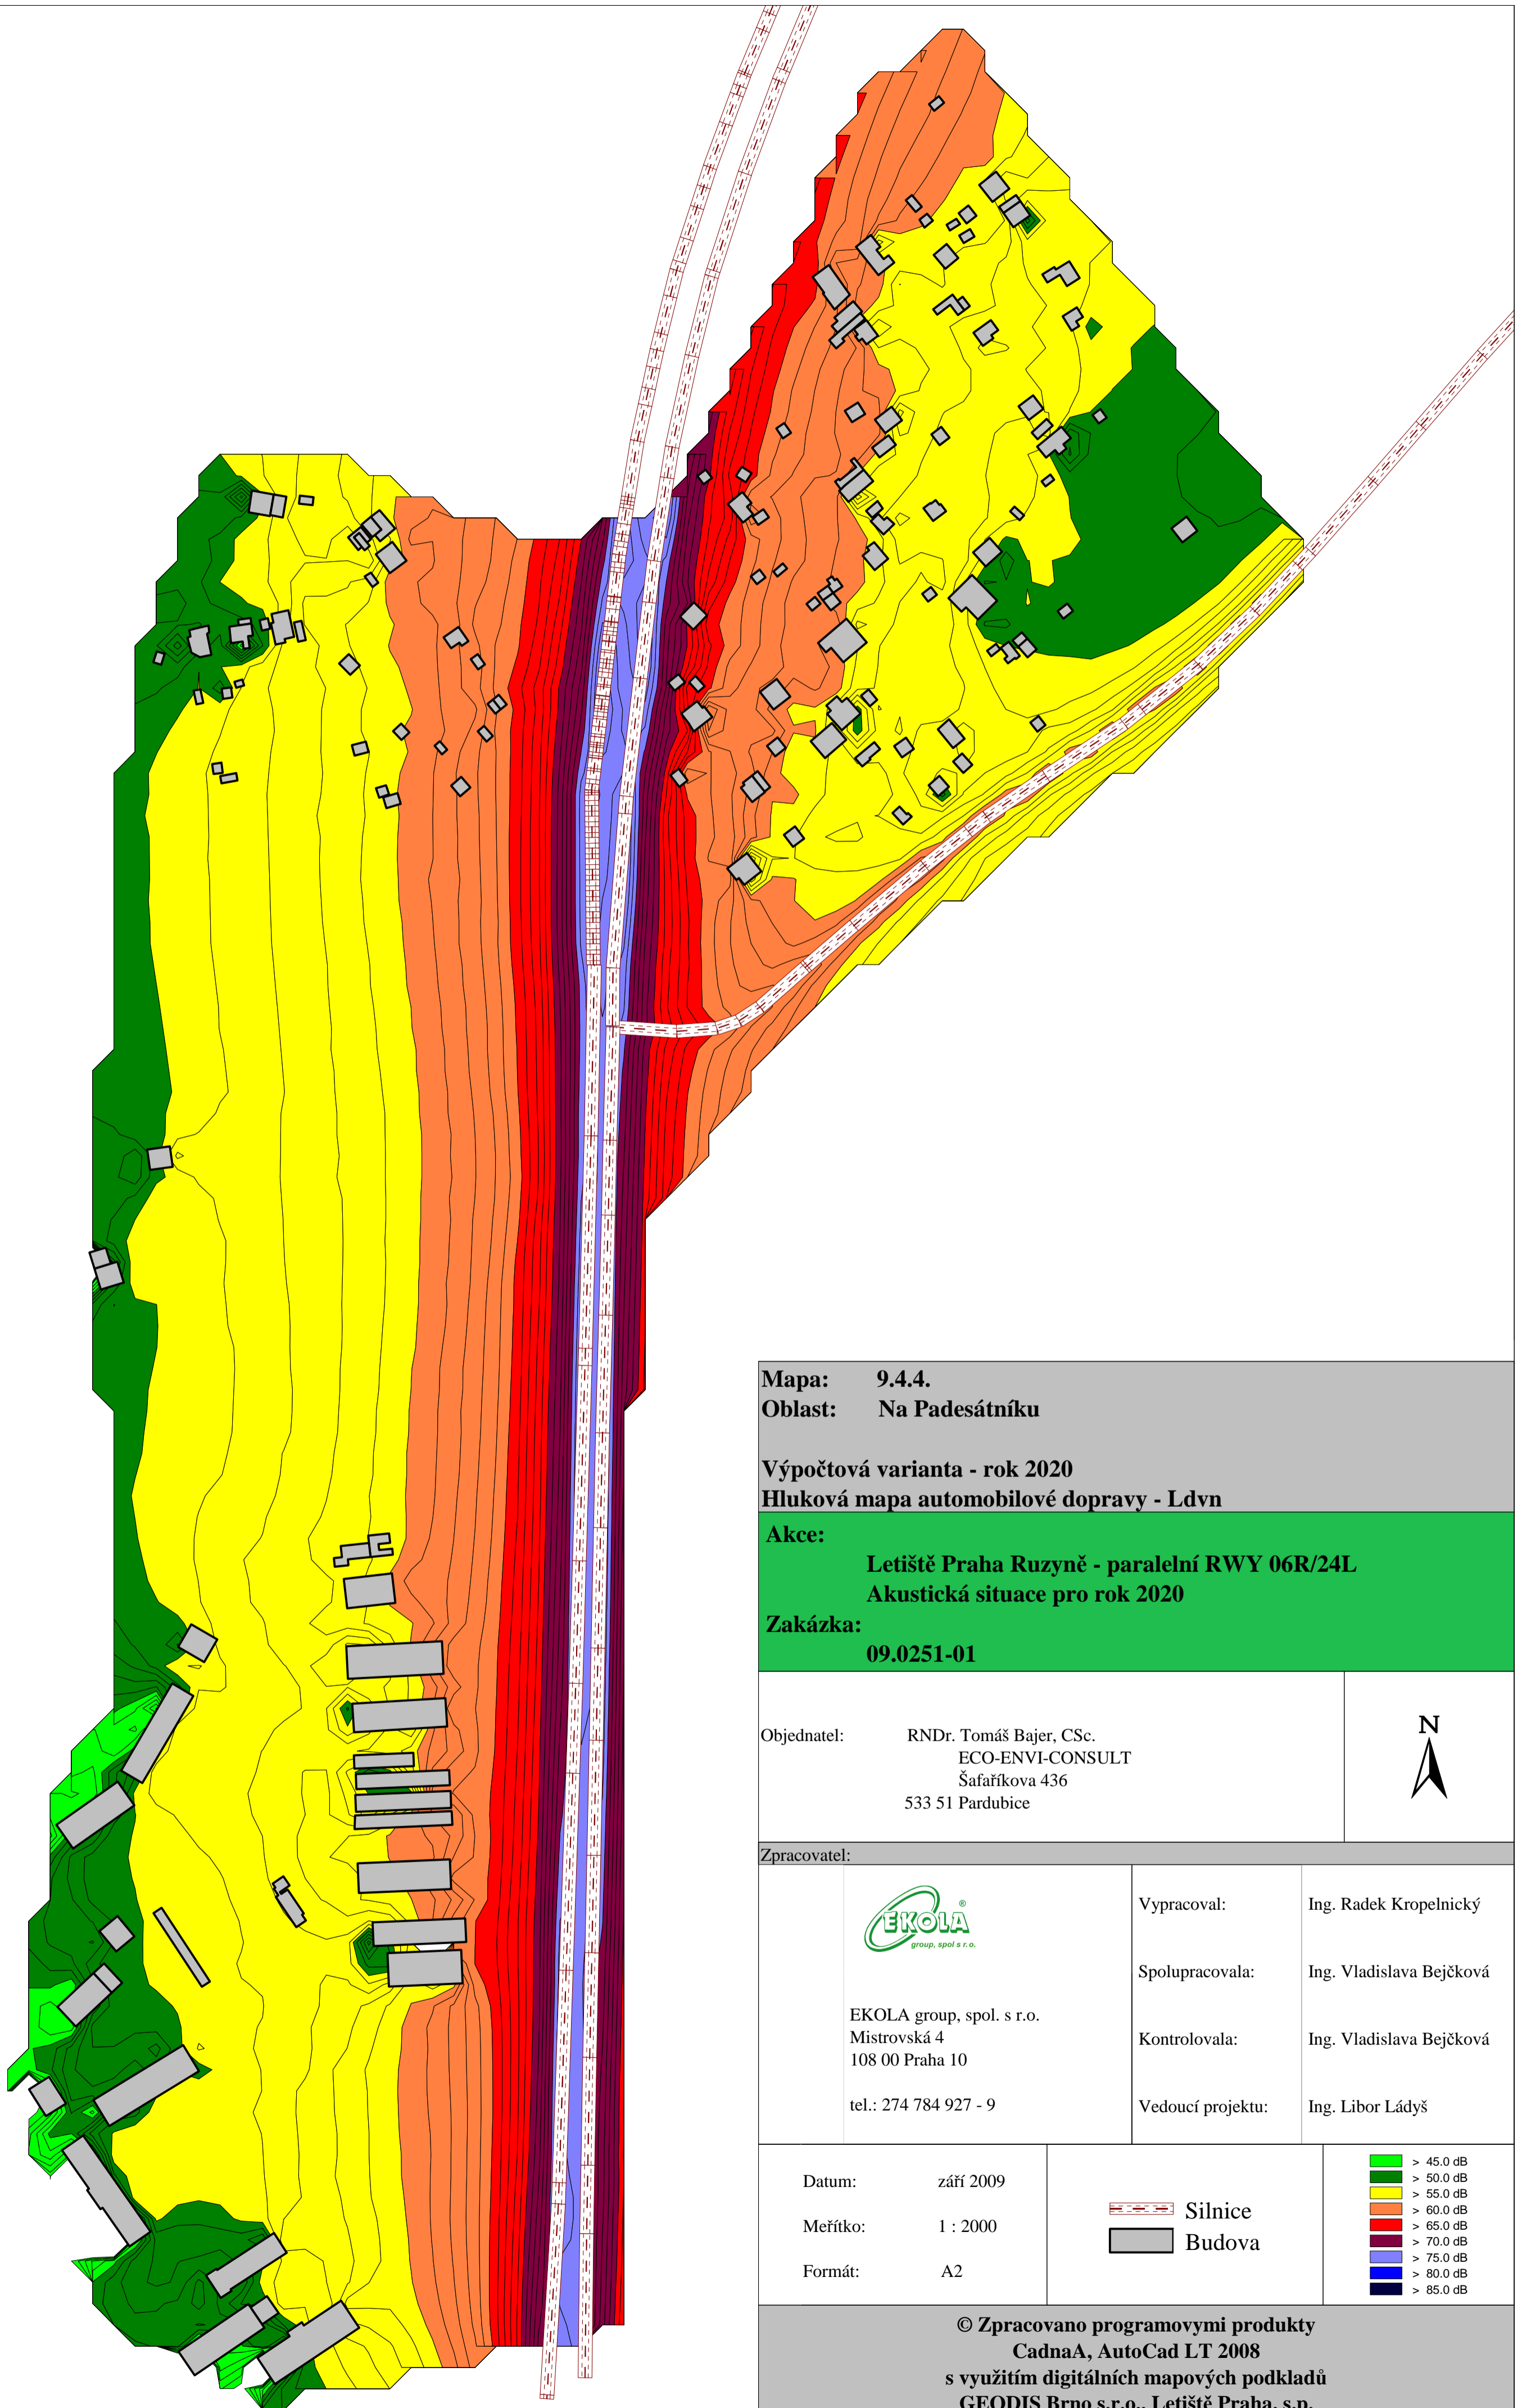 Mapa: 9.4.4.
Oblast: Na Padesátníku
Výpočtová varianta - rok 2020
Hluková mapa automobilové dopravy - Ldvn
Akce:
Letiště Praha Ruzyně - paralelní RWY 06R/24L
Akustická situace pro rok 2020
Zakázka:
09.0251-01
Objednatel: RNDr. Tomáš Bajer, CSc.
ECO-ENVI-CONSULT
Šafaříkova 436
533 51 Pardubice
N
Zpracovatel:
EKOLA ®
group, spol s r.o.
EKOLA group, spol. s r.o.
Mistrovská 4
108 00 Praha 10
tel.: 274 784 927 - 9
Vypracoval: Ing. Radek Kropelnický
Spolupracovala: Ing. Vladislava Bejčková
Kontrolovala: Ing. Vladislava Bejčková
Vedoucí projektu: Ing. Libor Ládyš
Datum: září 2009
Meřítko: 1 : 2000
Formát: A2
Silnice
Budova
> 45.0 dB
> 50.0 dB
> 55.0 dB
> 60.0 dB
> 65.0 dB
> 70.0 dB
> 75.0 dB
> 80.0 dB
> 85.0 dB
© Zpracovano programovymi produkty
CadnaA, AutoCad LT 2008
s využitím digitálních mapových podkladů
GEODIS Brno s.r.o., Letiště Praha, s.p.